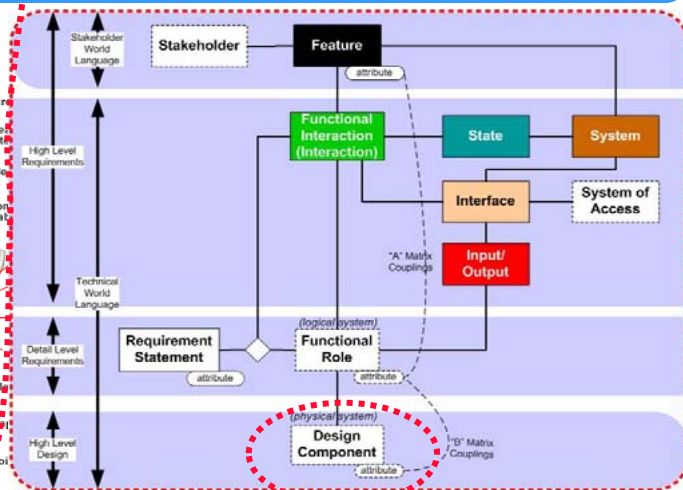 Stakeholder
World
Language
Stakeholder
Feature
attribute
High Level
Requirements
Functional
Interaction
(Interaction)
State
System
Interface
System of
Access
"A" Matrix
Couplings
Input/
Output
Technical
World
Language
(logical system)
Detail Level
Requirements
Requirement
Statement
attribute
Functional
Role
attribute
(physical system)
High Level
Design
Design
Component
attribute
"B" Matrix
Couplings